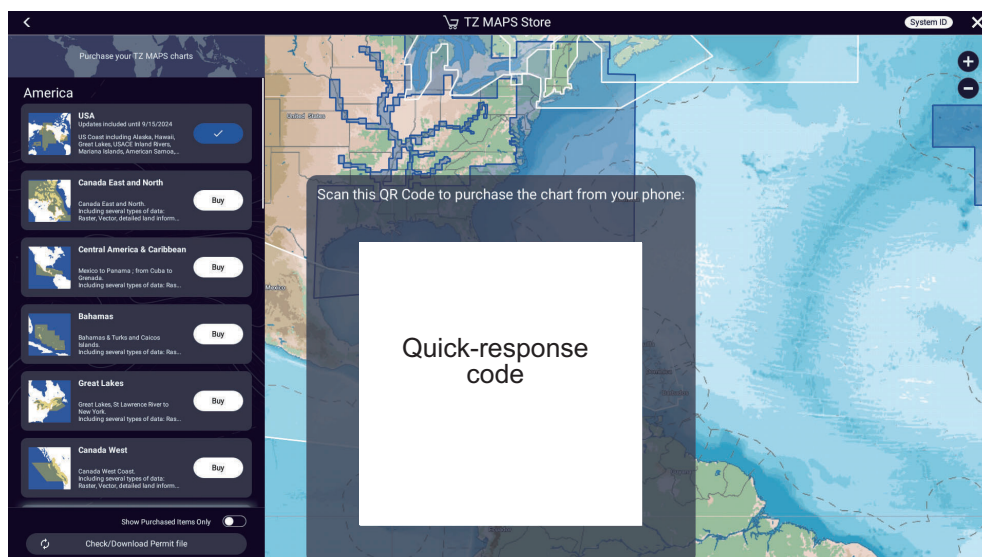 TZ MAPS Store
System ID
Purchase your TZ MAPS charts
America
USA
Updates included until 9/15/2024
US Coast including Alaska, Hawaii,
Great Lakes, USACE Inland Rivers,
Mariana Islands, American Samoa,...
Canada East and North
Canada East and North.
Including several types of data:
Raster, Vector, detailed land inform...
Buy
Central America & Caribbean
Mexico to Panama ; from Cuba to
Grenada.
Including several types of data: Ras...
Buy
Bahamas
Bahamas & Turks and Caicos
Islands.
Including several types of data: Ras...
Buy
Great Lakes
Great Lakes, St Lawrence River to
New York.
Including several types of data: Ras...
Buy
Canada West
Canada West Coast.
Including several types of data:
Raster, Vector, detailed land inform...
Buy
Show Purchased Items Only
Check/Download Permit file
United States
Mexico
Scan this QR Code to purchase the chart from your phone:
Quick-response
code